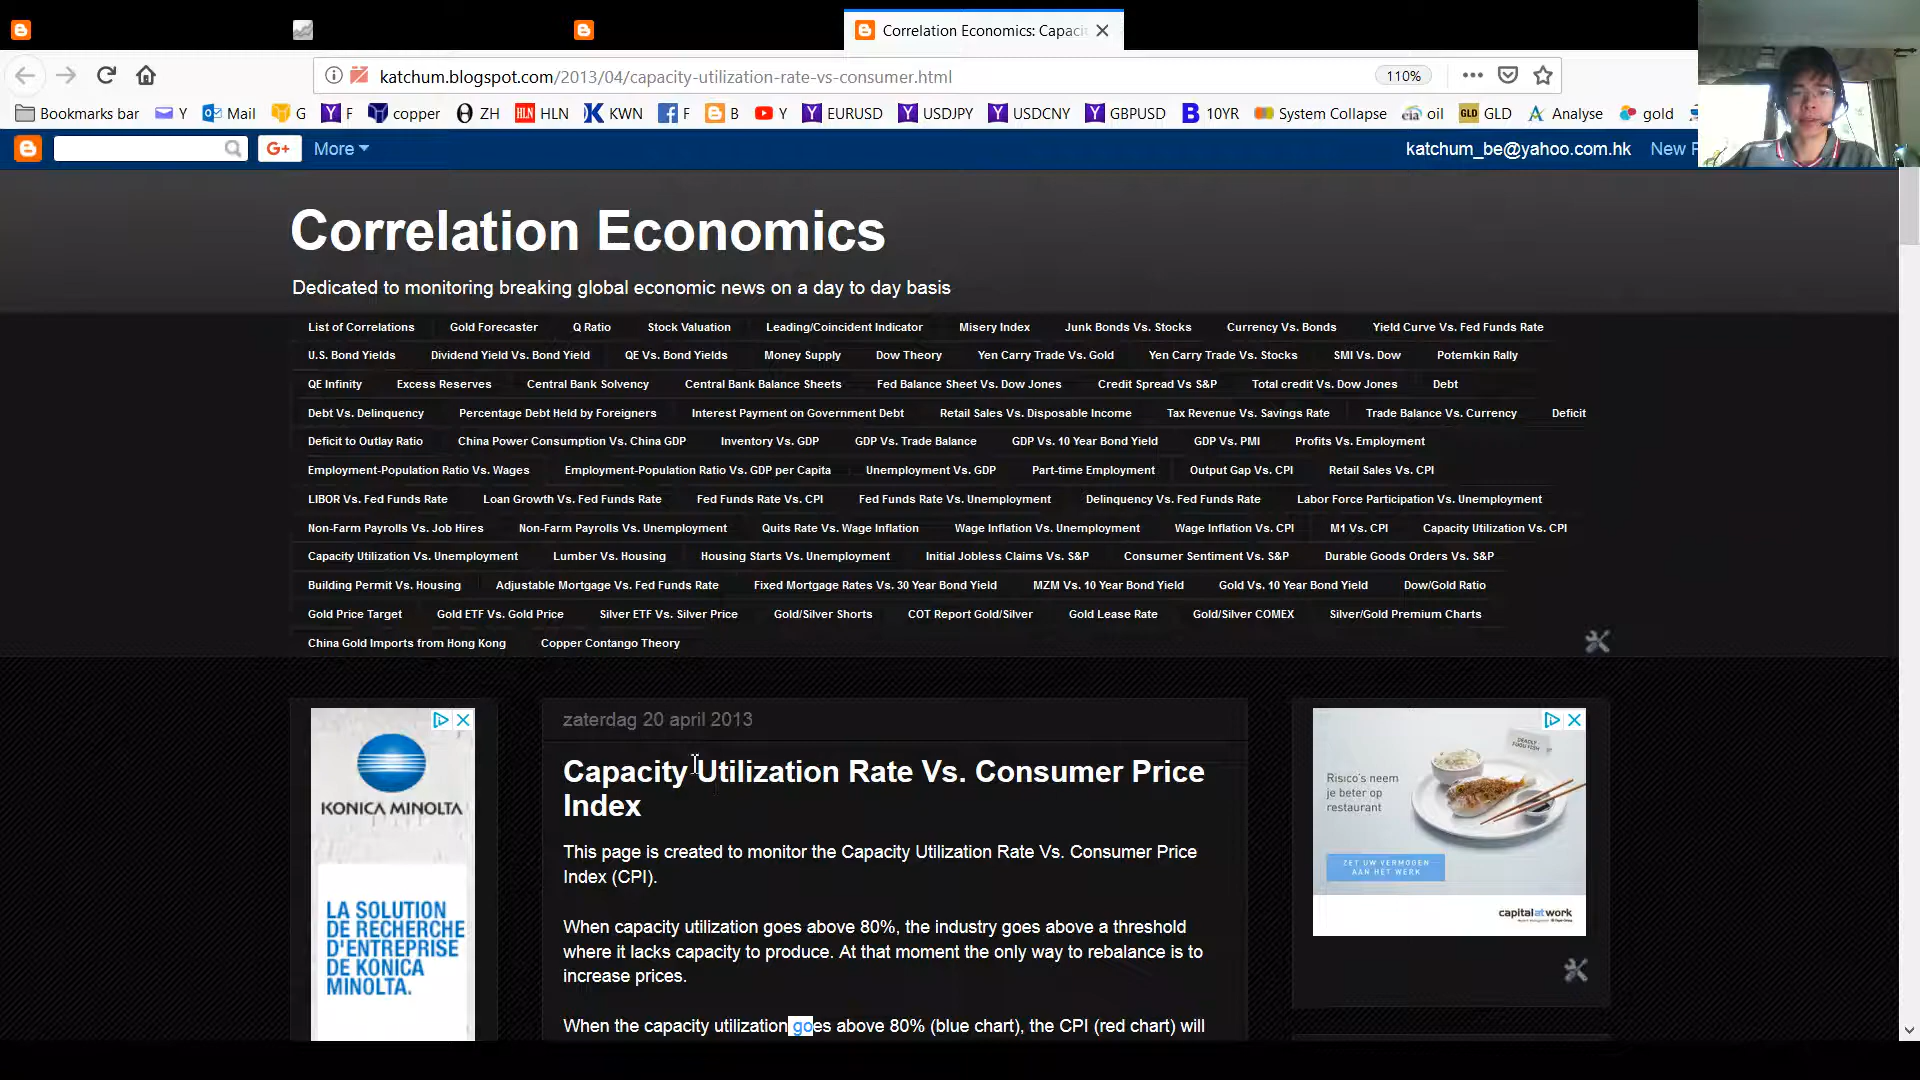 Correlation Economics: Capaci
katchum.blogspot.com/2013/04/capacity-utilization-rate-vs-consumer.html
110%
Bookmarks bar Y Mail G F copper ZH HLN KWN F B Y EURUSD USDJPY USDCNY GBPUSD 10YR System Collapse oil GLD Analyse gold
G+ More katchum_be@yahoo.com.hk New
Correlation Economics
Dedicated to monitoring breaking global economic news on a day to day basis
List of Correlations Gold Forecaster Q Ratio Stock Valuation Leading/Coincident Indicator Misery Index Junk Bonds Vs. Stocks Currency Vs. Bonds Yield Curve Vs. Fed Funds Rate
U.S. Bond Yields Dividend Yield Vs. Bond Yield QE Vs. Bond Yields Money Supply Dow Theory Yen Carry Trade Vs. Gold Yen Carry Trade Vs. Stocks SMI Vs. Dow Potemkin Rally
QE Infinity Excess Reserves Central Bank Solvency Central Bank Balance Sheets Fed Balance Sheet Vs. Dow Jones Credit Spread Vs S&P Total credit Vs. Dow Jones Debt
Debt Vs. Delinquency Percentage Debt Held by Foreigners Interest Payment on Government Debt Retail Sales Vs. Disposable Income Tax Revenue Vs. Savings Rate Trade Balance Vs. Currency Deficit
Deficit to Outlay Ratio China Power Consumption Vs. China GDP Inventory Vs. GDP GDP Vs. Trade Balance GDP Vs. 10 Year Bond Yield GDP Vs. PMI Profits Vs. Employment
Employment-Population Ratio Vs. Wages Employment-Population Ratio Vs. GDP per Capita Unemployment Vs. GDP Part-time Employment Output Gap Vs. CPI Retail Sales Vs. CPI
LIBOR Vs. Fed Funds Rate Loan Growth Vs. Fed Funds Rate Fed Funds Rate Vs. CPI Fed Funds Rate Vs. Unemployment Delinquency Vs. Fed Funds Rate Labor Force Participation Vs. Unemployment
Non-Farm Payrolls Vs. Job Hires Non-Farm Payrolls Vs. Unemployment Quits Rate Vs. Wage Inflation Wage Inflation Vs. Unemployment Wage Inflation Vs. CPI M1 Vs. CPI Capacity Utilization Vs. CPI
Capacity Utilization Vs. Unemployment Lumber Vs. Housing Housing Starts Vs. Unemployment Initial Jobless Claims Vs. S&P Consumer Sentiment Vs. S&P Durable Goods Orders Vs. S&P
Building Permit Vs. Housing Adjustable Mortgage Vs. Fed Funds Rate Fixed Mortgage Rates Vs. 30 Year Bond Yield MZM Vs. 10 Year Bond Yield Gold Vs. 10 Year Bond Yield Dow/Gold Ratio
Gold Price Target Gold ETF Vs. Gold Price Silver ETF Vs. Silver Price Gold/Silver Shorts COT Report Gold/Silver Gold Lease Rate Gold/Silver COMEX Silver/Gold Premium Charts
China Gold Imports from Hong Kong Copper Contango Theory
KONICA MINOLTA
LA SOLUTION
DE RECHERCHE
D'ENTREPRISE
DE KONICA
MINOLTA.
zaterdag 20 april 2013
Capacity Utilization Rate Vs. Consumer Price
Index
This page is created to monitor the Capacity Utilization Rate Vs. Consumer Price
Index (CPI).
When capacity utilization goes above 80%, the industry goes above a threshold
where it lacks capacity to produce. At that moment the only way to rebalance is to
increase prices.
When the capacity utilization goes above 80% (blue chart), the CPI (red chart) will
DEADLY
FUGU FISH
Risico's neem
je beter op
restaurant
ZET UW VERMOGEN
AAN HET WERK
capitalatwork